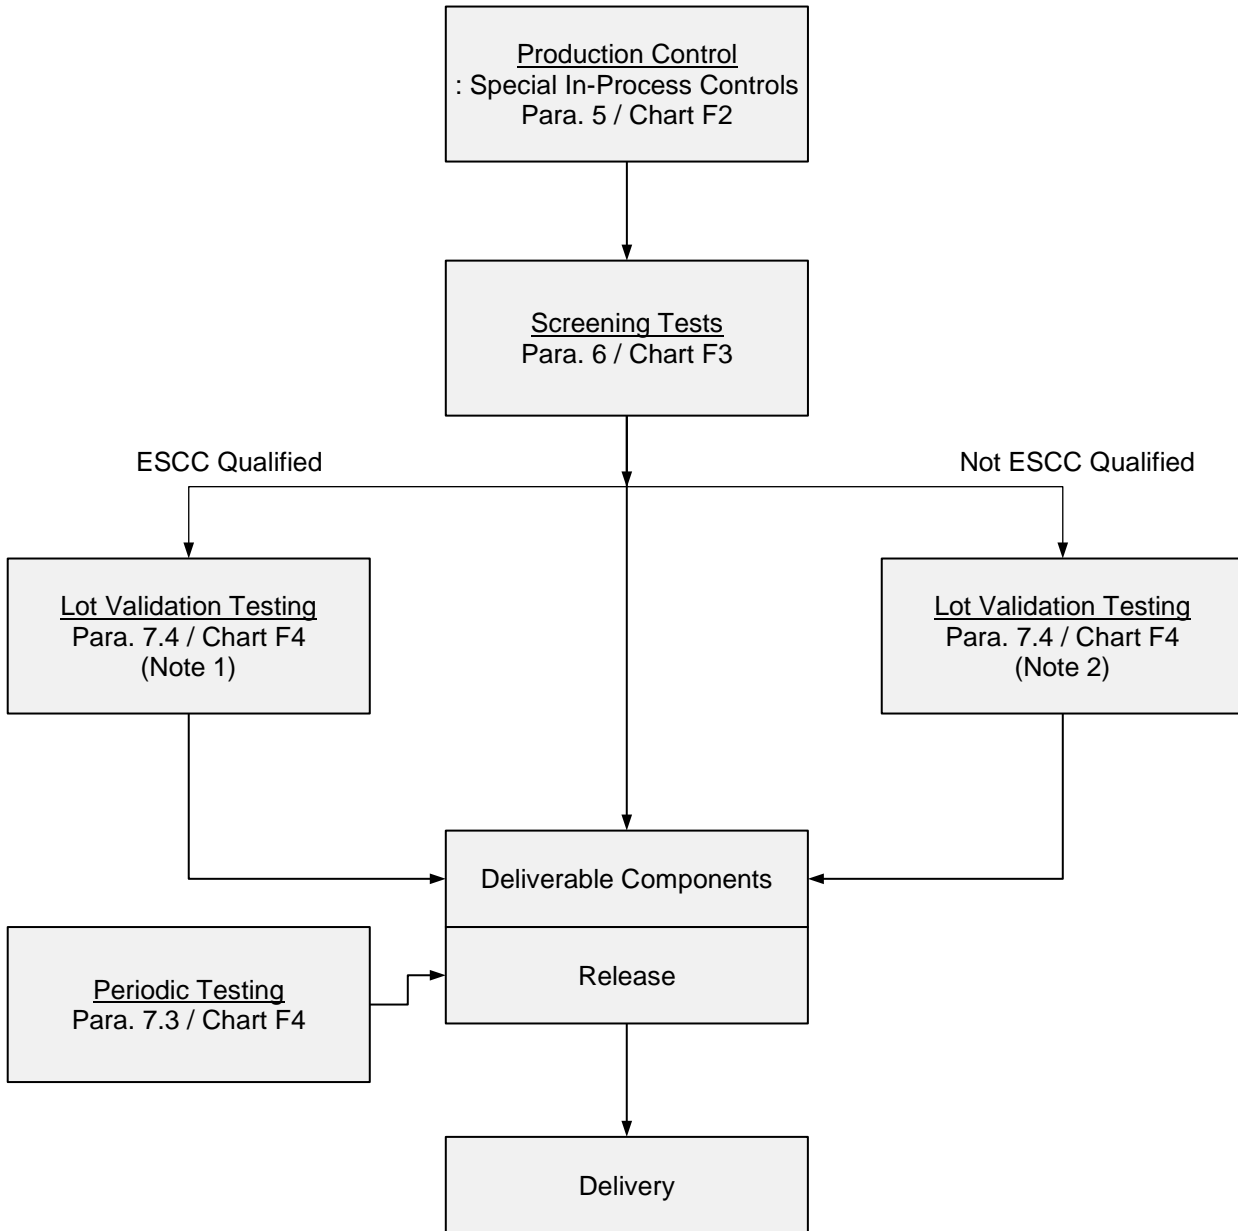 Production Control
: Special In-Process Controls
Para. 5 / Chart F2
Screening Tests
Para. 6 / Chart F3
ESCC Qualified
Not ESCC Qualified
Lot Validation Testing
Para. 7.4 / Chart F4
(Note 1)
Lot Validation Testing
Para. 7.4 / Chart F4
(Note 2)
Deliverable Components
Release
Periodic Testing
Para. 7.3 / Chart F4
Delivery